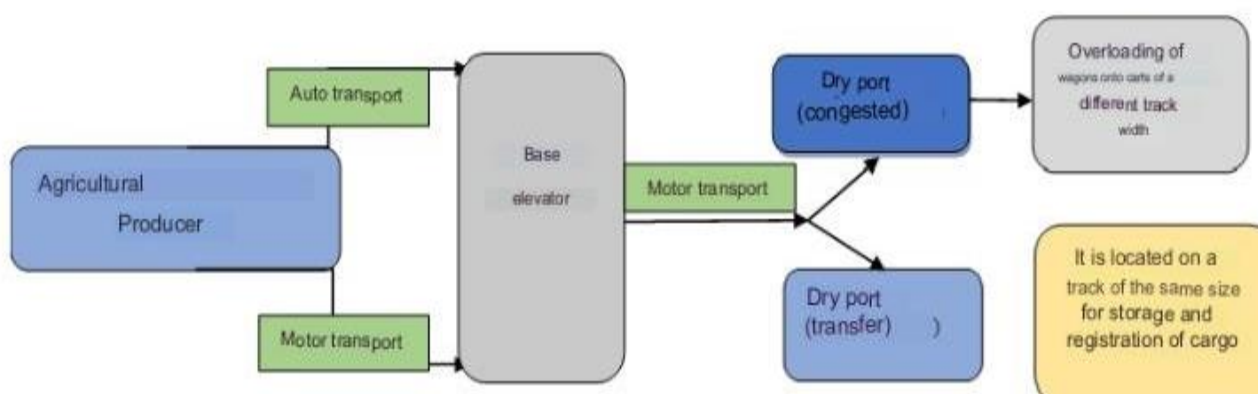 Auto transport
Agricultural
Producer
Motor transport
Base
elevator
Motor transport
Dry port
(congested)
Dry port
(transfer) )
Overloading of
wagons onto carts of a
different track
width
It is located on a
track of the same size
for storage and
registration of cargo